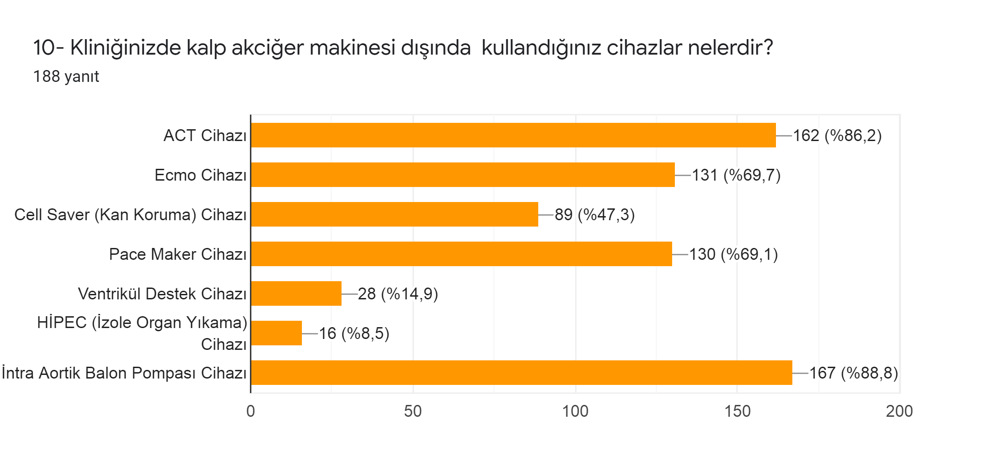 10- Kliniğinizde kalp akciğer makinesi dışında  kullandığınız cihazlar nelerdir?
188 yanıt
ACT Cihazı 162 (%86,2)
Ecmo Cihazı 131 (%69,7)
Cell Saver (Kan Koruma) Cihazı 89 (%47,3)
Pace Maker Cihazı 130 (%69,1)
Ventrikül Destek Cihazı 28 (%14,9)
HİPEC (İzole Organ Yıkama)
Cihazı 16 (%8,5)
İntra Aortik Balon Pompası Cihazı 167 (%88,8)
0 50 100 150 200